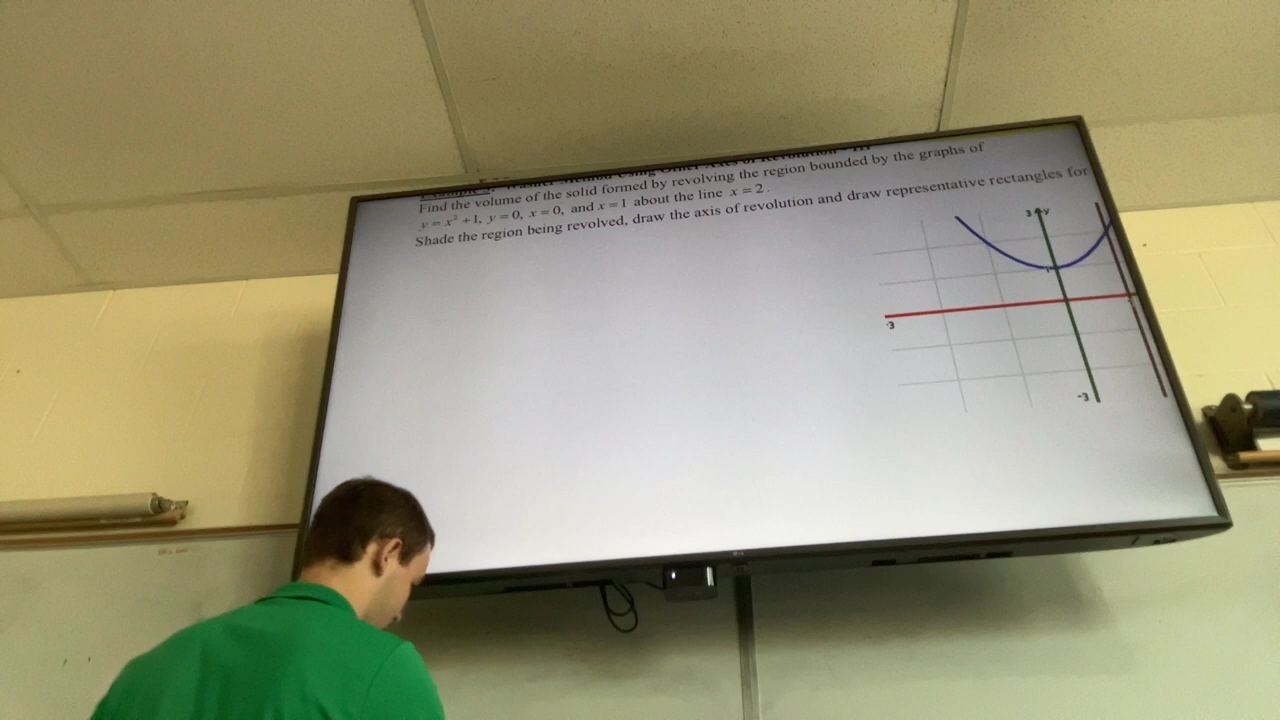 Find the volume of the solid formed by revolving the region bounded by the graphs of
y = x² + 1, y = 0, x = 0, and x = 1 about the line x = 2.
Shade the region being revolved, draw the axis of revolution and draw representative rectangles for
3 y
-3
-3
LG